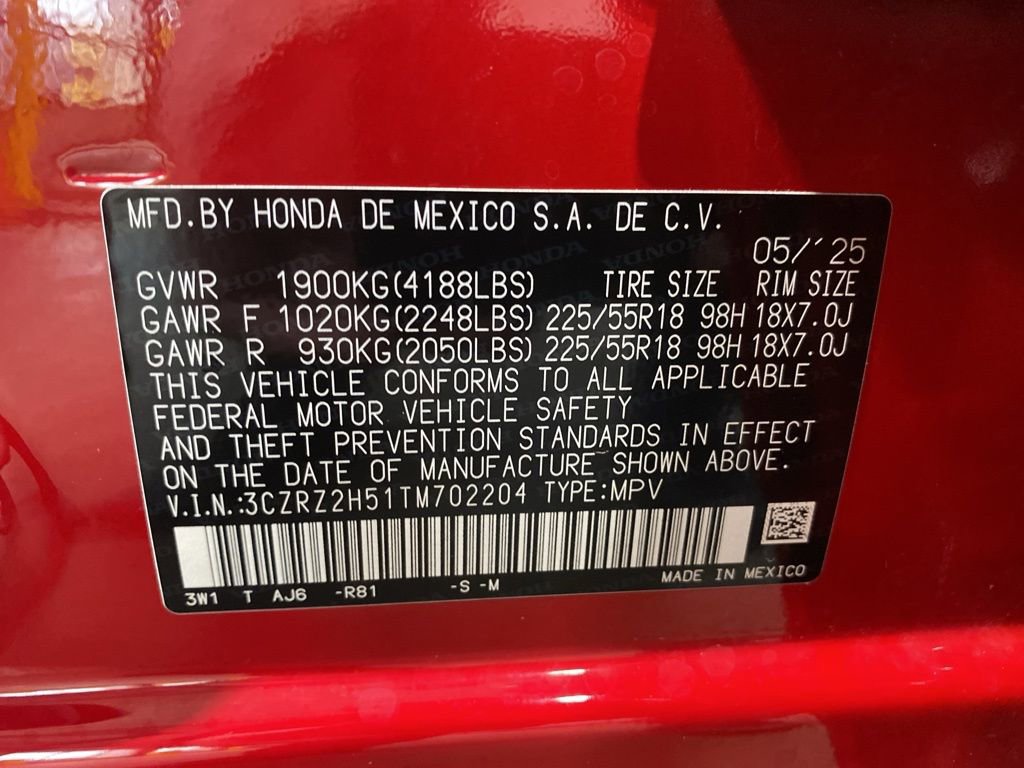 MFD.BY HONDA DE MEXICO S.A. DE C.V.
05/´25
GVWR 1900KG(4188LBS) TIRE SIZE RIM SIZE
GAWR F 1020KG(2248LBS) 225/55R18 98H 18X7.0J
GAWR R 930KG(2050LBS) 225/55R18 98H 18X7.0J
THIS VEHICLE CONFORMS TO ALL APPLICABLE
FEDERAL MOTOR VEHICLE SAFETY
AND THEFT PREVENTION STANDARDS IN EFFECT
ON THE DATE OF MANUFACTURE SHOWN ABOVE.
V.I.N.:3CZRZ2H51TM702204 TYPE:MPV
3W1 T AJ6 -R81 -S -M MADE IN MEXICO